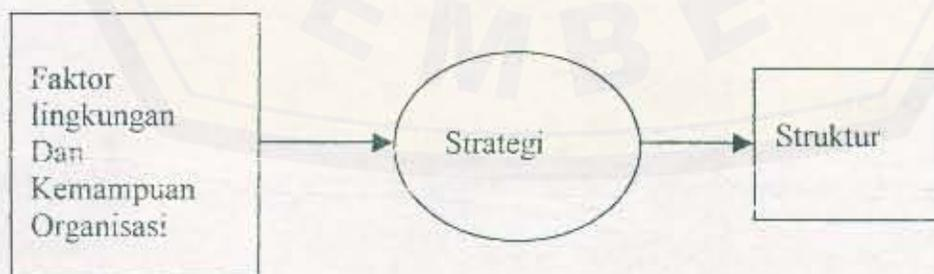 Faktor
lingkungan
Dan
Kemampuan
Organisasi
Strategi
Struktur